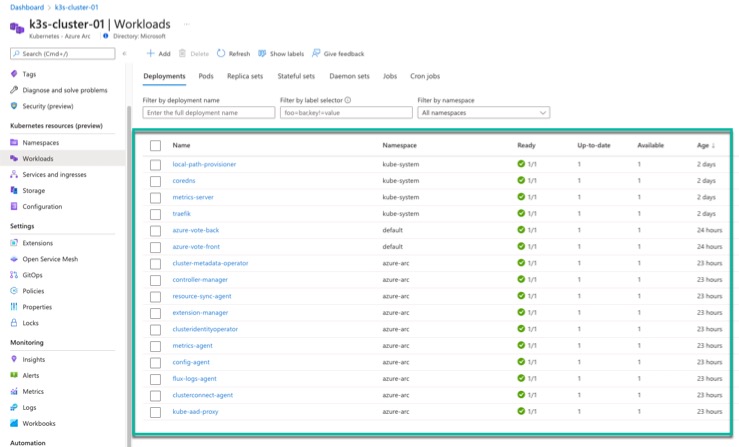 Dashboard > k3s-cluster-01
k3s-cluster-01 | Workloads ...
Kubernetes - Azure Arc Directory: Microsoft
Search (Cmd+/) «
Add Delete Refresh Show labels Give feedback
Tags
Diagnose and solve problems
Security (preview)
Kubernetes resources (preview)
Namespaces
Workloads
Services and ingresses
Storage
Configuration
Settings
Extensions
Open Service Mesh
GitOps
Policies
Properties
Locks
Monitoring
Insights
Alerts
Metrics
Logs
Workbooks
Automation
Deployments Pods Replica sets Stateful sets Daemon sets Jobs Cron jobs
Filter by deployment name Filter by label selector Filter by namespace
Enter the full deployment name foo=bar,key!=value All namespaces
Name Namespace Ready Up-to-date Available Age ↓
local-path-provisioner kube-system 1/1 1 1 2 days
coredns kube-system 1/1 1 1 2 days
metrics-server kube-system 1/1 1 1 2 days
traefik kube-system 1/1 1 1 2 days
azure-vote-back default 1/1 1 1 24 hours
azure-vote-front default 1/1 1 1 24 hours
cluster-metadata-operator azure-arc 1/1 1 1 23 hours
controller-manager azure-arc 1/1 1 1 23 hours
resource-sync-agent azure-arc 1/1 1 1 23 hours
extension-manager azure-arc 1/1 1 1 23 hours
clusteridentityoperator azure-arc 1/1 1 1 23 hours
metrics-agent azure-arc 1/1 1 1 23 hours
config-agent azure-arc 1/1 1 1 23 hours
flux-logs-agent azure-arc 1/1 1 1 23 hours
clusterconnect-agent azure-arc 1/1 1 1 23 hours
kube-aad-proxy azure-arc 1/1 1 1 23 hours